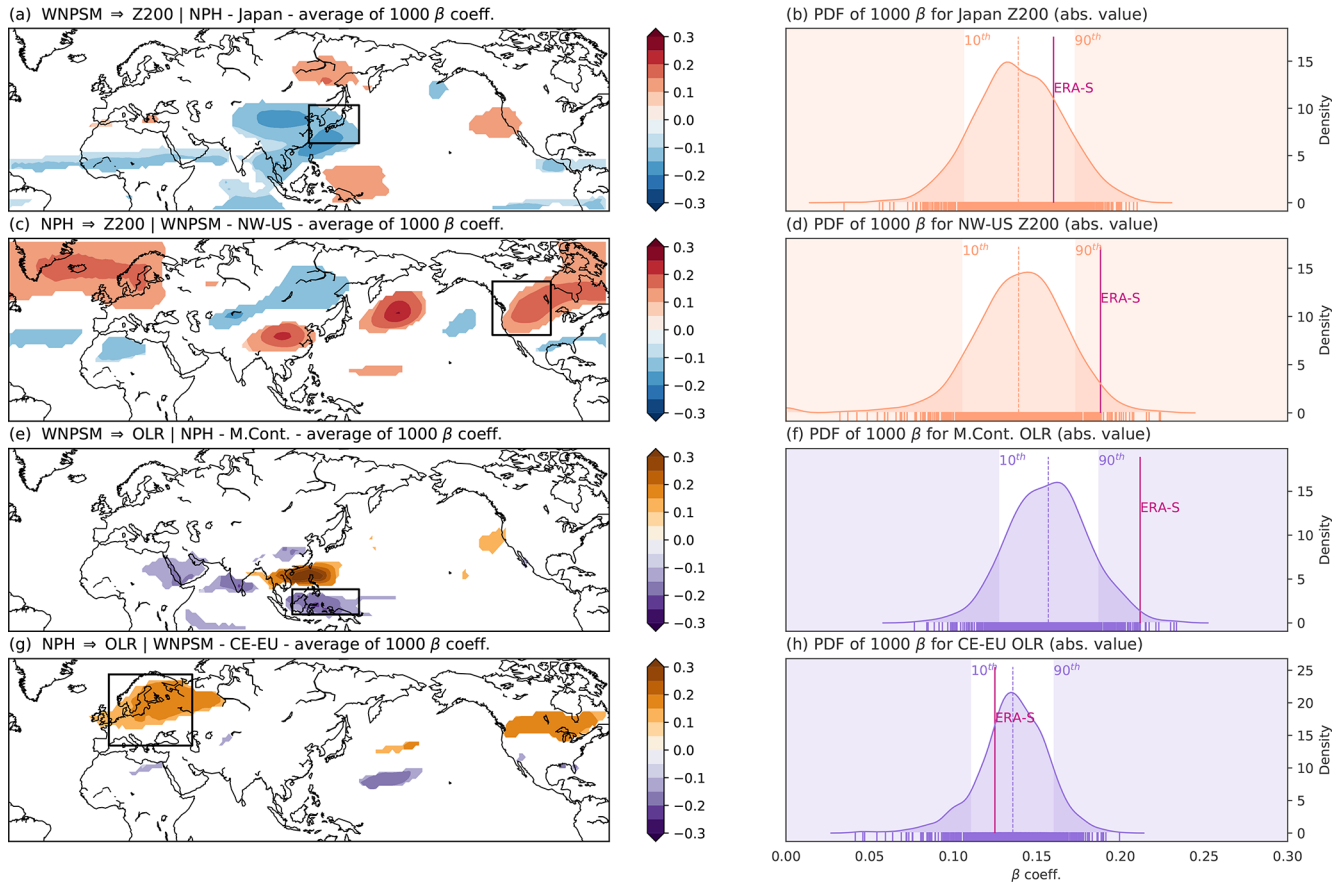 (a) WNPSM ⇒ Z200 | NPH - Japan - average of 1000 β coeff.
0.3
0.2
0.1
0.0
−0.1
−0.2
−0.3
(b) PDF of 1000 β for Japan Z200 (abs. value)
10th
90th
ERA-S
15
10
5
0
Density
(c) NPH ⇒ Z200 | WNPSM - NW-US - average of 1000 β coeff.
0.3
0.2
0.1
0.0
−0.1
−0.2
−0.3
(d) PDF of 1000 β for NW-US Z200 (abs. value)
10th
90th
ERA-S
15
10
5
0
Density
(e) WNPSM ⇒ OLR | NPH - M.Cont. - average of 1000 β coeff.
0.3
0.2
0.1
0.0
−0.1
−0.2
−0.3
(f) PDF of 1000 β for M.Cont. OLR (abs. value)
10th
90th
ERA-S
15
10
5
0
Density
(g) NPH ⇒ OLR | WNPSM - CE-EU - average of 1000 β coeff.
0.3
0.2
0.1
0.0
−0.1
−0.2
−0.3
(h) PDF of 1000 β for CE-EU OLR (abs. value)
10th
90th
ERA-S
25
20
15
10
5
0
Density
0.00 0.05 0.10 0.15 0.20 0.25 0.30
β coeff.